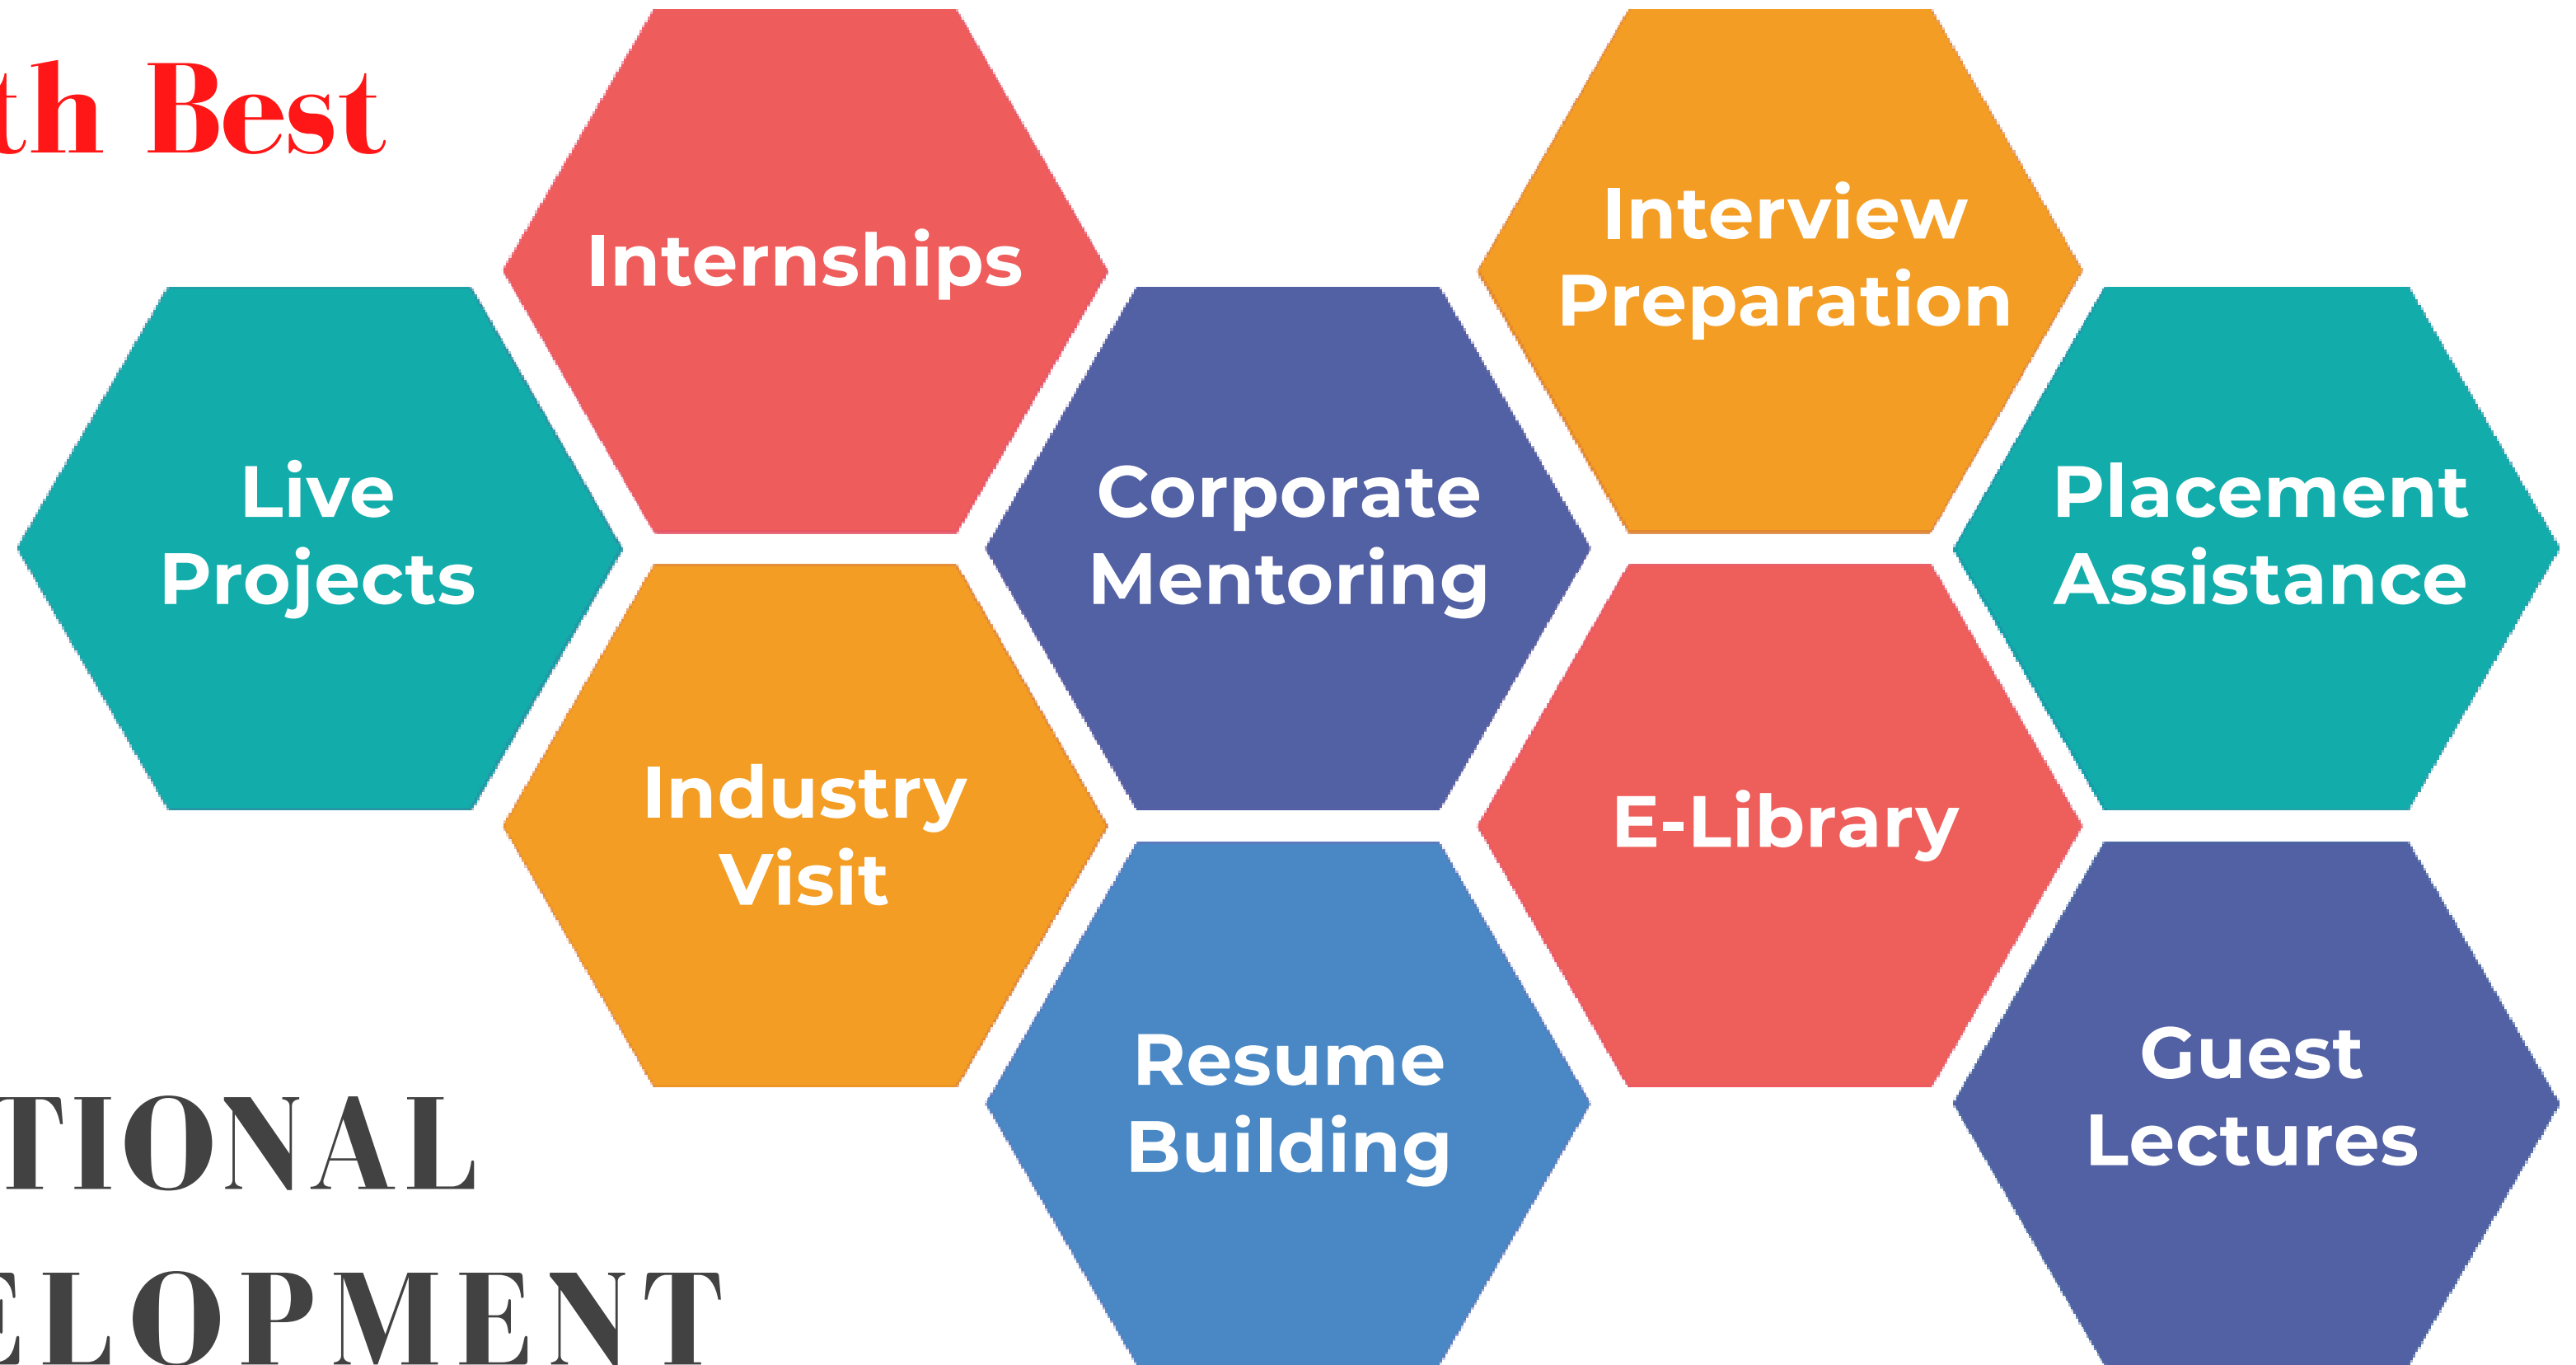 th Best
Internships
Interview
Preparation
Live
Projects
Corporate
Mentoring
Placement
Assistance
Industry
Visit
E-Library
Resume
Building
Guest
Lectures
TIONAL
ELOPMENT